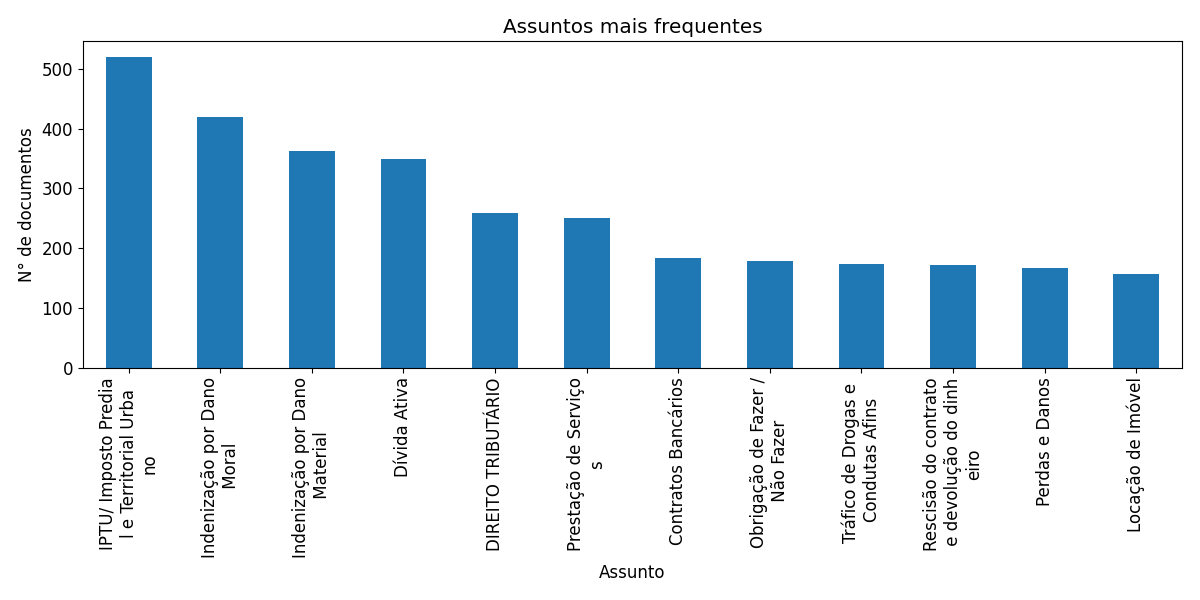 Assuntos mais frequentes
N° de documentos
500
400
300
200
100
0
IPTU/ Imposto Predia
l e Territorial Urba
no
Indenização por Dano
Moral
Indenização por Dano
Material
Dívida Ativa
DIREITO TRIBUTÁRIO
Prestação de Serviço
s
Contratos Bancários
Obrigação de Fazer /
Não Fazer
Tráfico de Drogas e
Condutas Afins
Rescisão do contrato
e devolução do dinh
eiro
Perdas e Danos
Locação de Imóvel
Assunto